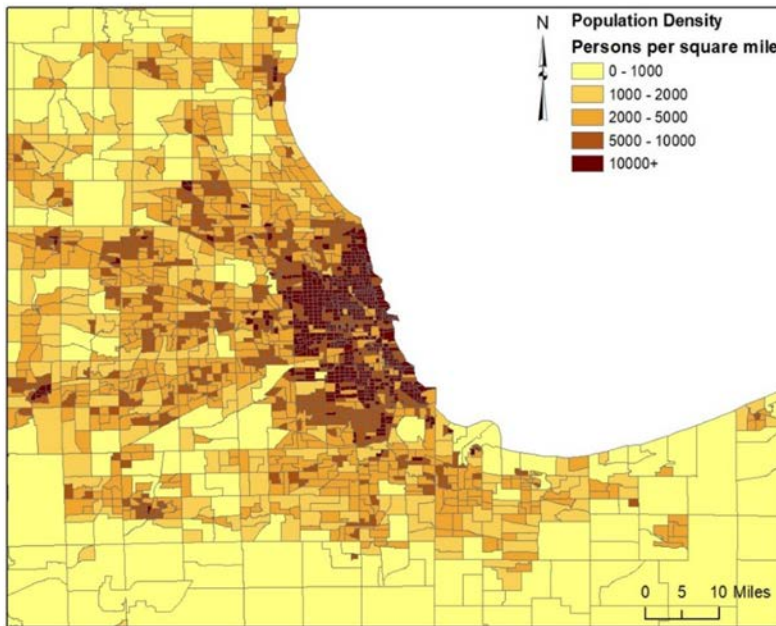 N
Population Density
Persons per square mile
0 - 1000
1000 - 2000
2000 - 5000
5000 - 10000
10000+
0 5 10 Miles